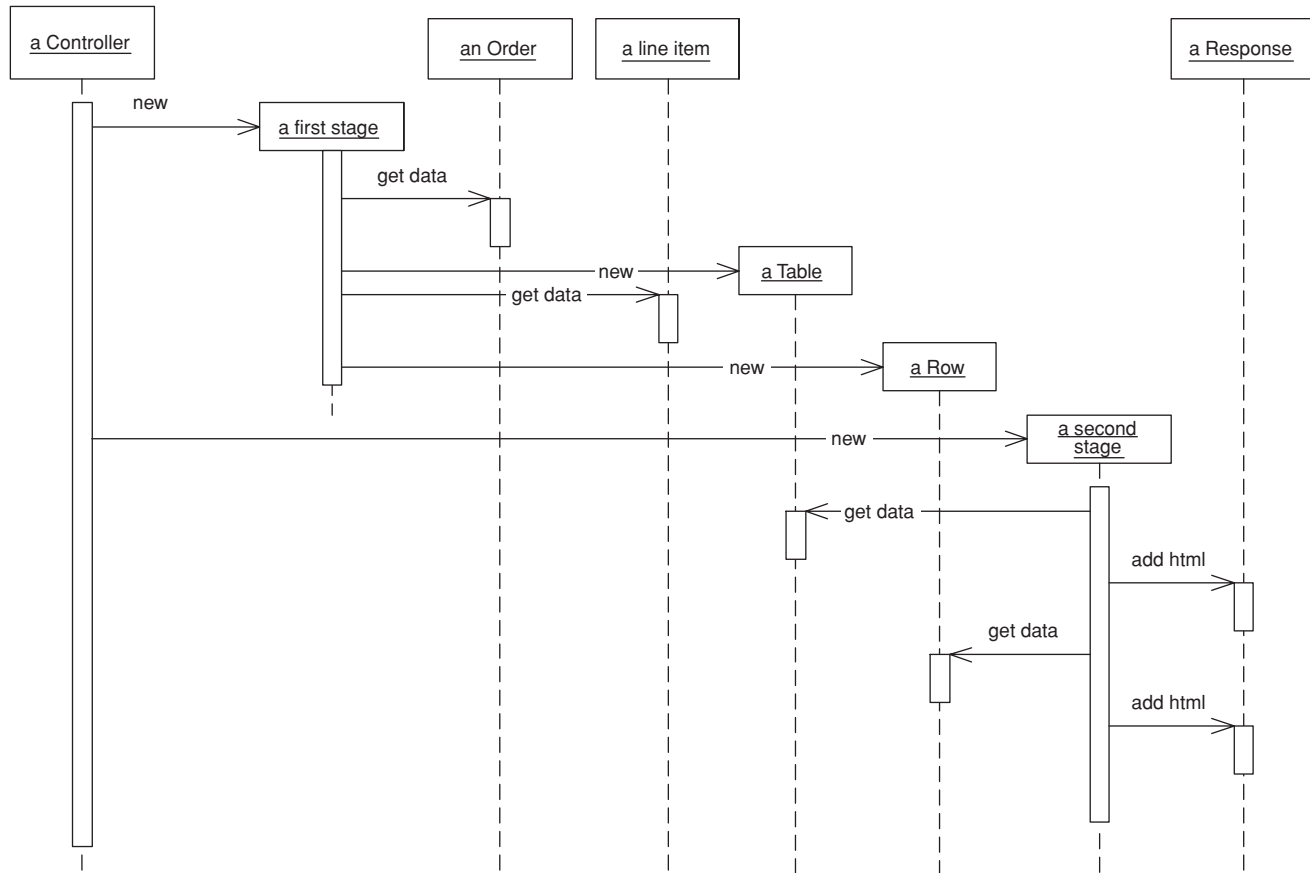 a Controller
an Order
a line item
a Response
new
a first stage
get data
new
a Table
get data
new
a Row
new
a second
stage
get data
add html
get data
add html